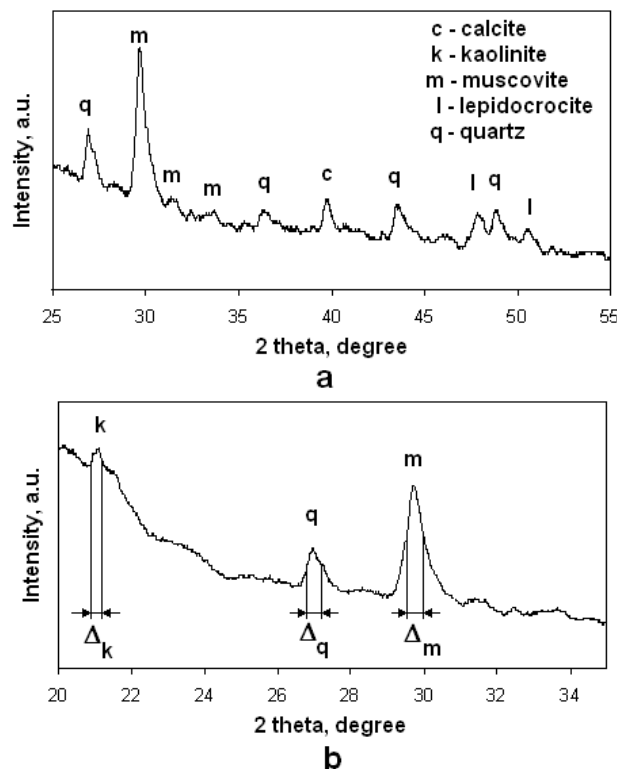 c - calcite
k - kaolinite
m - muscovite
l - lepidocrocite
q - quartz
Intensity, a.u.
q m m m q c q l q l
25 30 35 40 45 50 55
2 theta, degree
a
Intensity, a.u.
k q m
Δk Δq Δm
20 22 24 26 28 30 32 34
2 theta, degree
b